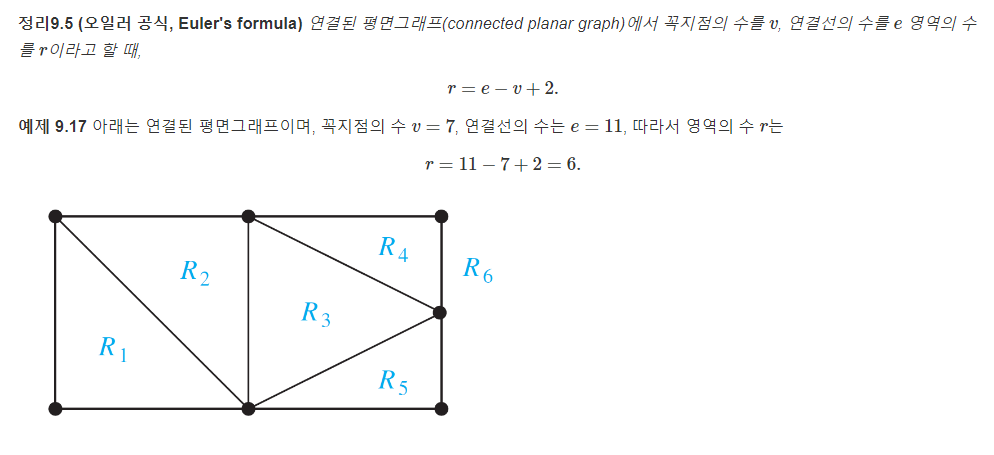 정리9.5 (오일러 공식, Euler's formula) 연결된 평면그래프(connected planar graph)에서 꼭지점의 수를 v, 연결선의 수를 e 영역의 수
를 r이라고 할 때,
r = e − v + 2.
예제 9.17 아래는 연결된 평면그래프이며, 꼭지점의 수 v = 7, 연결선의 수는 e = 11, 따라서 영역의 수 r는
r = 11 − 7 + 2 = 6.
R4
R2
R6
R3
R1
R5